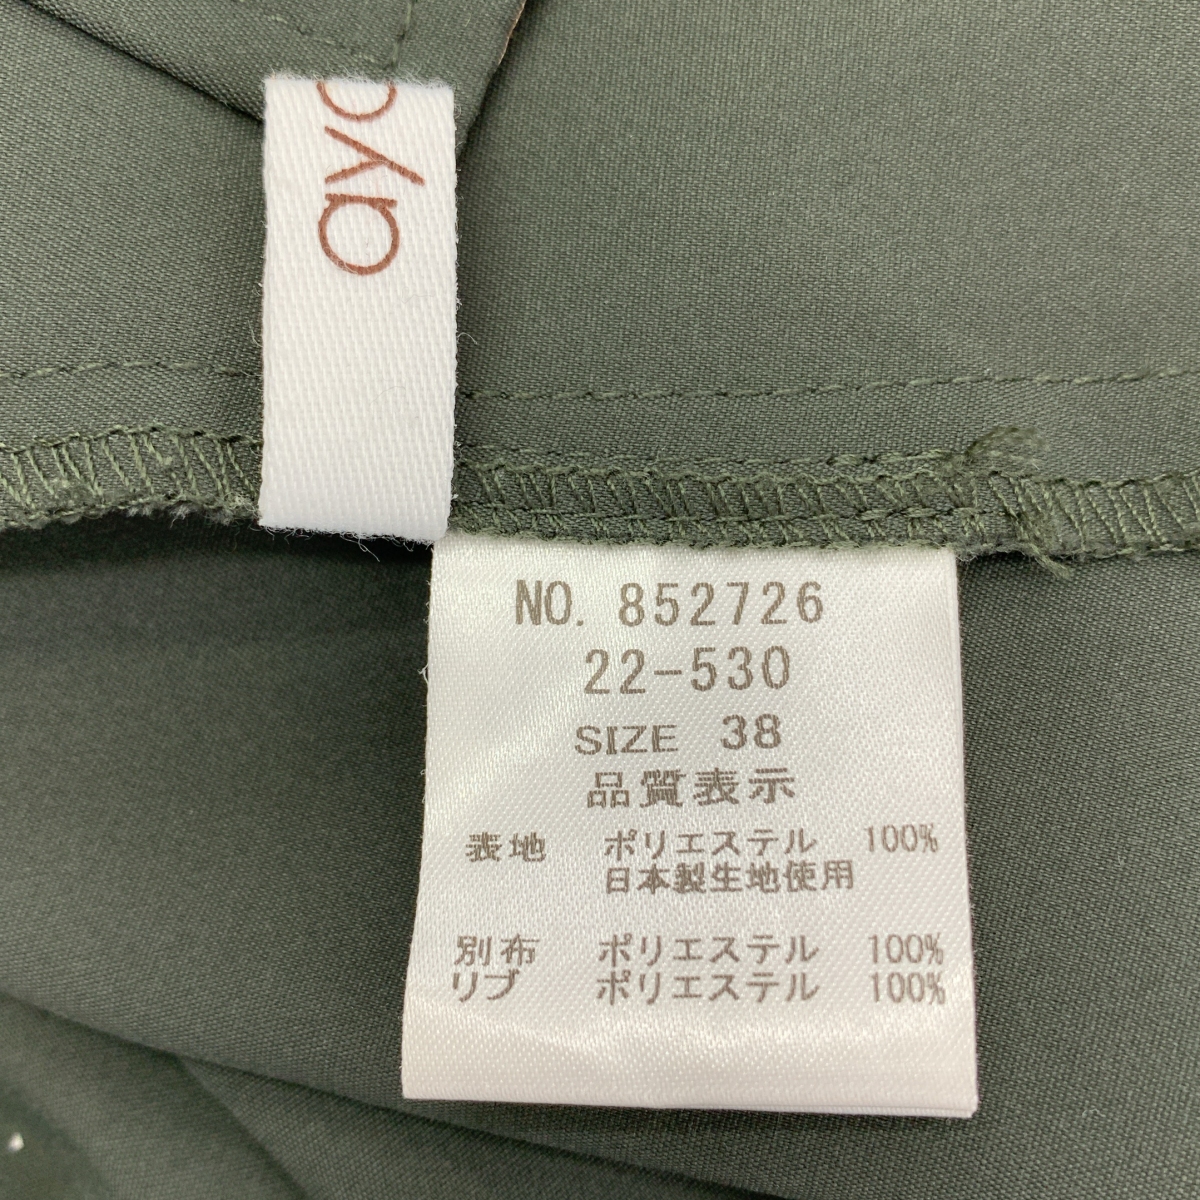 ayc
NO. 852726
22-530
SIZE 38
品質表示
表地 ポリエステル 100%
日本製生地使用
別布 ポリエステル 100%
リブ ポリエステル 100%